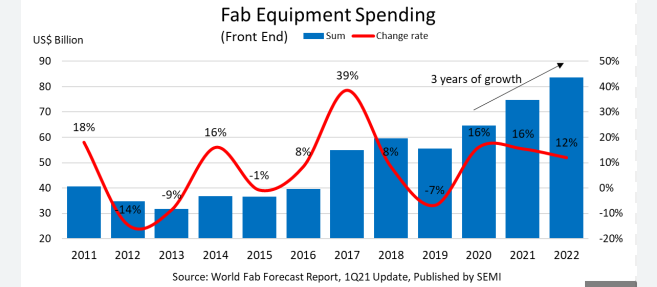 Fab Equipment Spending
(Front End) Sum Change rate
US$ Billion
90 50%
80 3 years of growth 40%
39%
70 30%
18% 16% 16% 16% 12%
60 20%
8% 8%
50 10%
40 0%
-14% -9% -1% -7%
30 -10%
20 -20%
2011 2012 2013 2014 2015 2016 2017 2018 2019 2020 2021 2022
Source: World Fab Forecast Report, 1Q21 Update, Published by SEMI